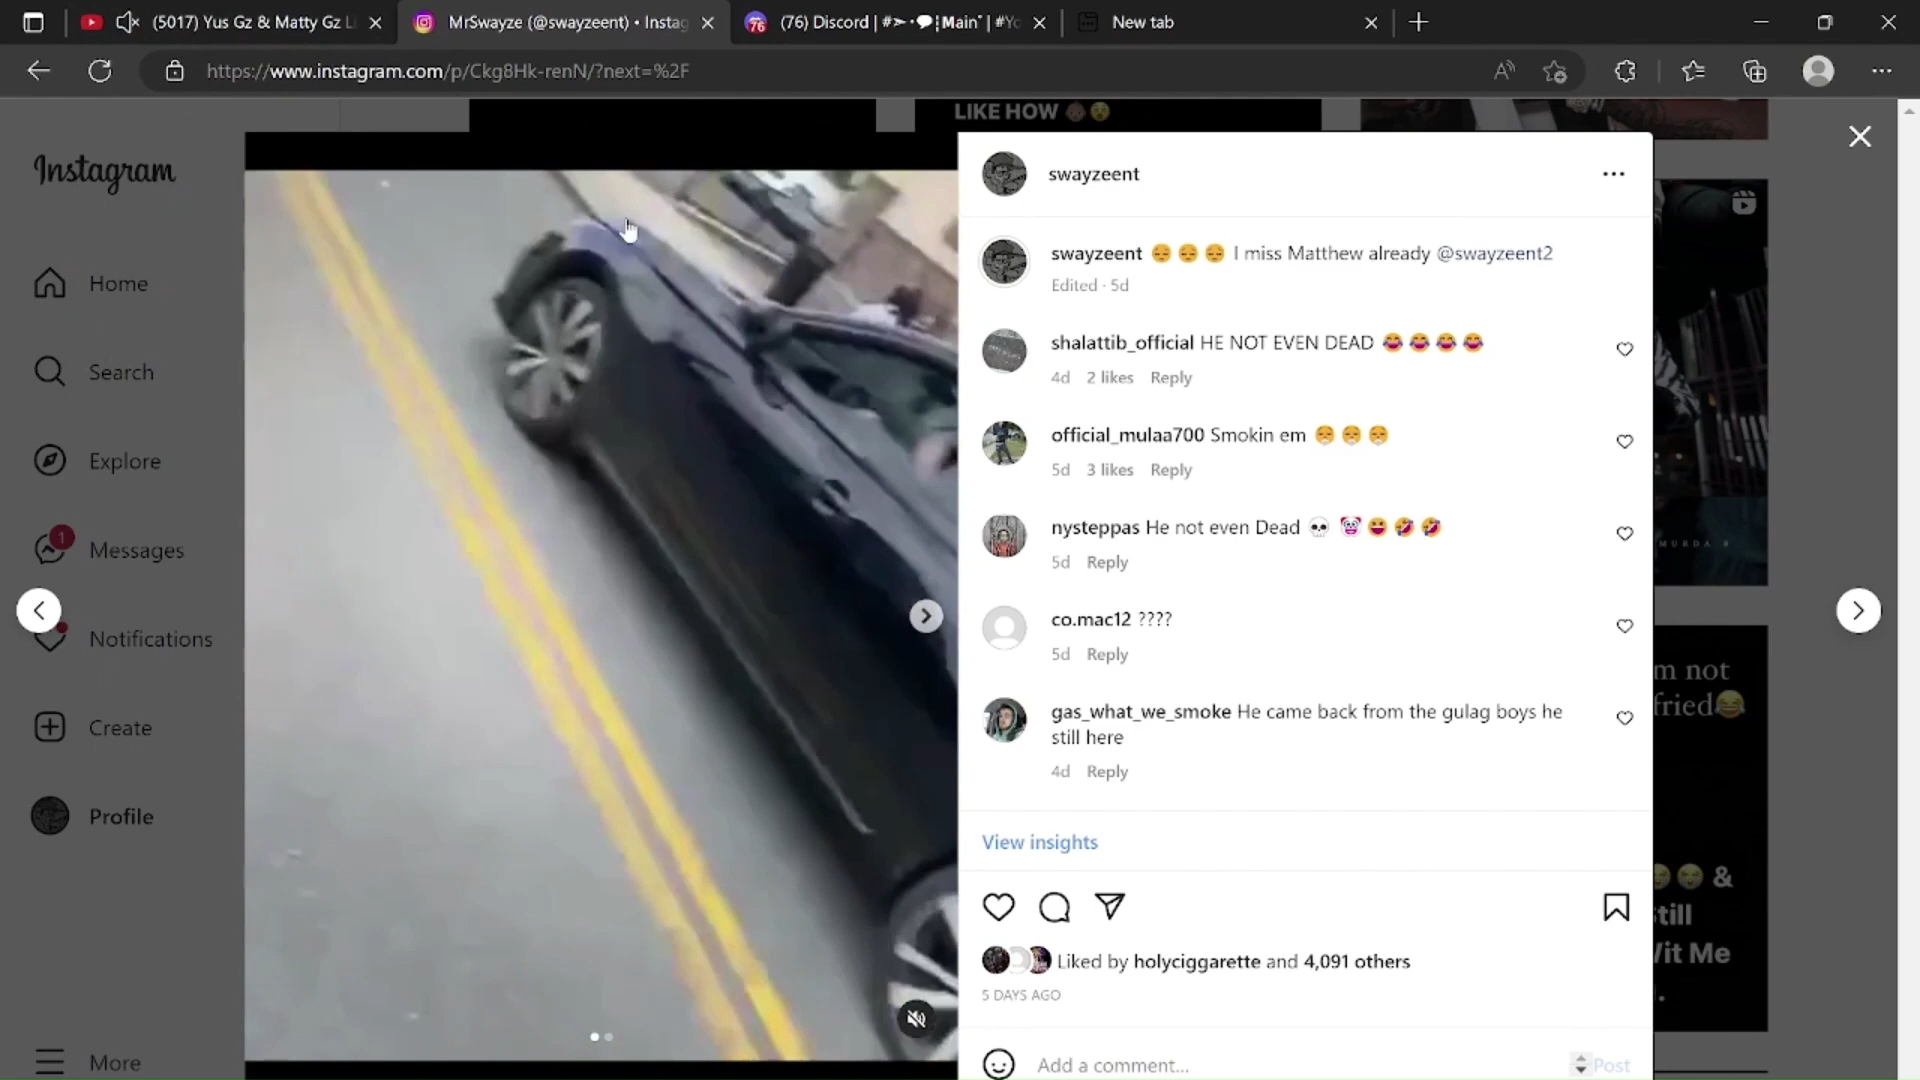 (5017) Yus Gz & Matty Gz L
MrSwayze (@swayzeent) • Instag
(76) Discord | #➣・💬┆Main¨ | #Yo
New tab
https://www.instagram.com/p/Ckg8Hk-renN/?next=%2F
LIKE HOW 👶🏿😵
Instagram
swayzeent
swayzeent 😔 😔 😔 I miss Matthew already @swayzeent2
Edited · 5d
Home
shalattib_official HE NOT EVEN DEAD 😂 😂 😂 😂
4d 2 likes Reply
Search
official_mulaa700 Smokin em 😤 😤 😤
5d 3 likes Reply
Explore
nysteppas He not even Dead 💀 🤡 😆 🤣 🤣
5d Reply
1
Messages
MURDA B
co.mac12 ????
5d Reply
Notifications
m not
fried😂
gas_what_we_smoke He came back from the gulag boys he
still here
4d Reply
Create
Profile
View insights
&
till
Wit Me
.
Liked by holyciggarette and 4,091 others
5 DAYS AGO
More
Add a comment...
Post